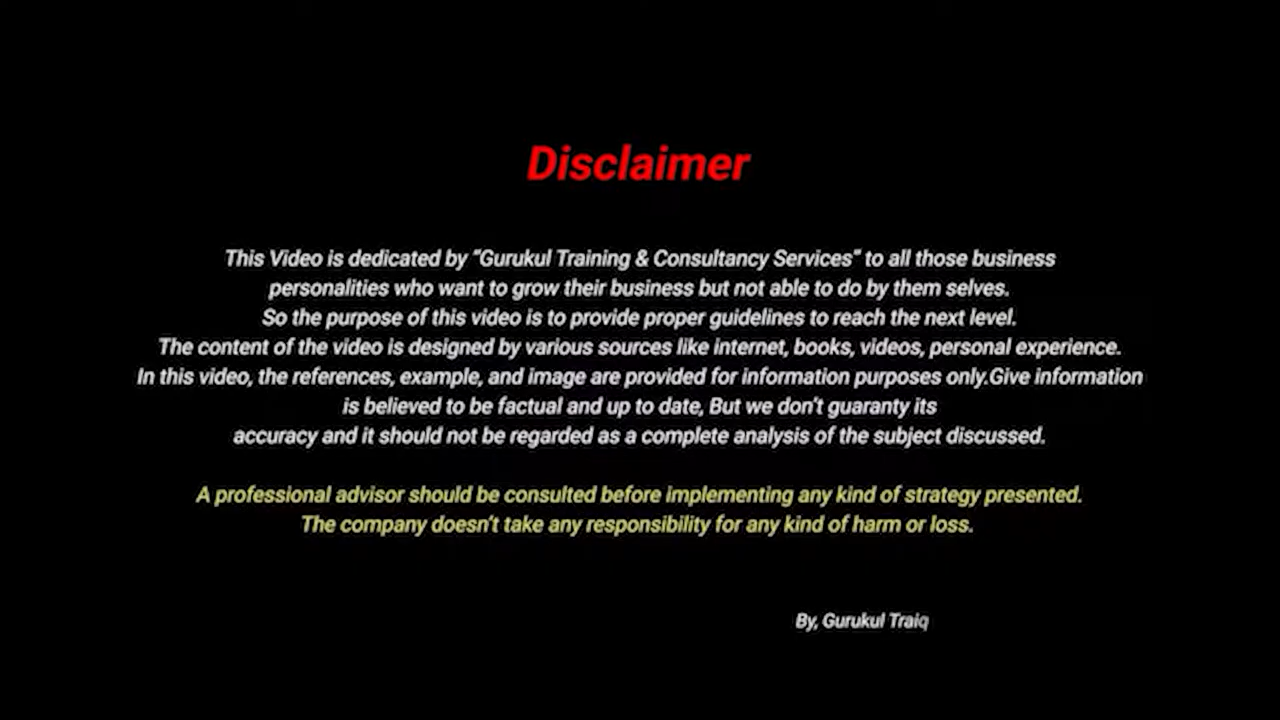 Disclaimer
This Video is dedicated by "Gurukul Training & Consultancy Services" to all those business
personalities who want to grow their business but not able to do by them selves.
So the purpose of this video is to provide proper guidelines to reach the next level.
The content of the video is designed by various sources like internet, books, videos, personal experience.
In this video, the references, example, and image are provided for information purposes only.Give information
is believed to be factual and up to date, But we don't guaranty its
accuracy and it should not be regarded as a complete analysis of the subject discussed.
A professional advisor should be consulted before implementing any kind of strategy presented.
The company doesn't take any responsibility for any kind of harm or loss.
By, Gurukul